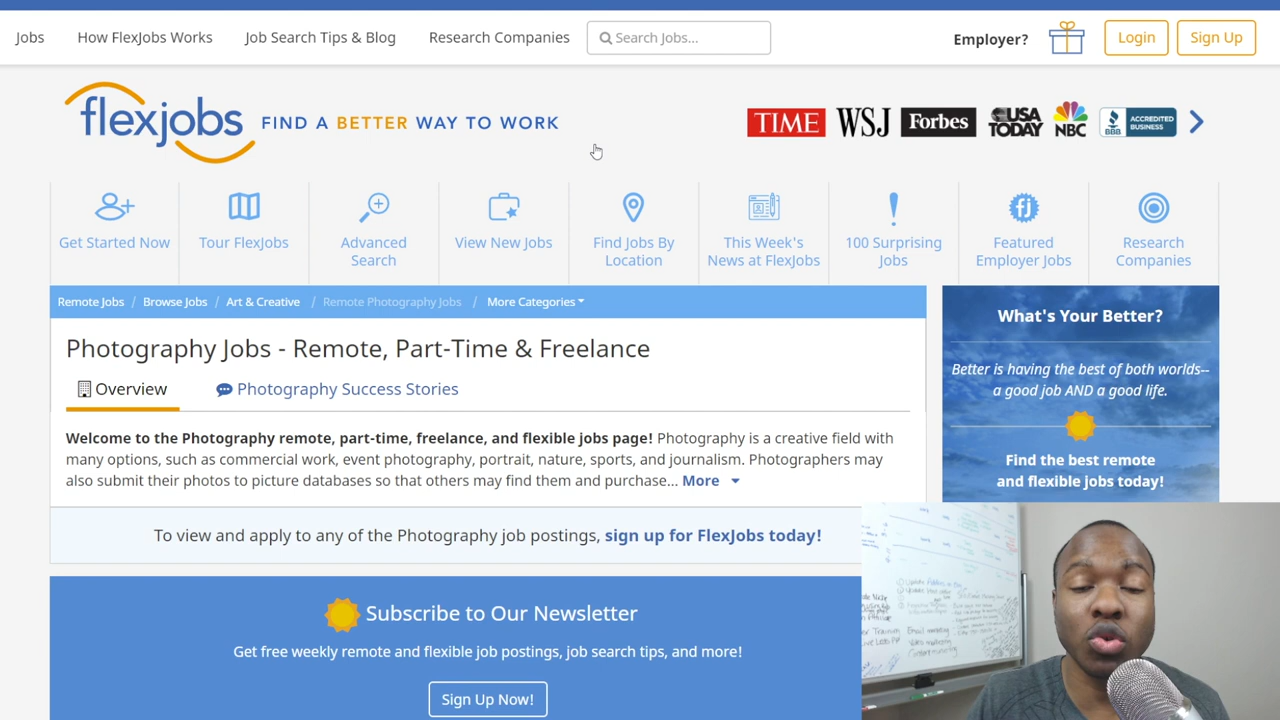 Jobs
How FlexJobs Works
Job Search Tips & Blog
Research Companies
Search Jobs...
Employer?
Login
Sign Up
flexjobs
FIND A BETTER WAY TO WORK
TIME
WSJ
Forbes
USA
TODAY
NBC
BBB
ACCREDITED
BUSINESS
Get Started Now
Tour FlexJobs
Advanced
Search
View New Jobs
Find Jobs By
Location
This Week's
News at FlexJobs
100 Surprising
Jobs
fj
Featured
Employer Jobs
Research
Companies
Remote Jobs / Browse Jobs / Art & Creative / Remote Photography Jobs / More Categories
Photography Jobs - Remote, Part-Time & Freelance
Overview
Photography Success Stories
Welcome to the Photography remote, part-time, freelance, and flexible jobs page! Photography is a creative field with
many options, such as commercial work, event photography, portrait, nature, sports, and journalism. Photographers may
also submit their photos to picture databases so that others may find them and purchase... More
To view and apply to any of the Photography job postings, sign up for FlexJobs today!
Subscribe to Our Newsletter
Get free weekly remote and flexible job postings, job search tips, and more!
Sign Up Now!
What's Your Better?
Better is having the best of both worlds--
a good job AND a good life.
Find the best remote
and flexible jobs today!
Email marketing